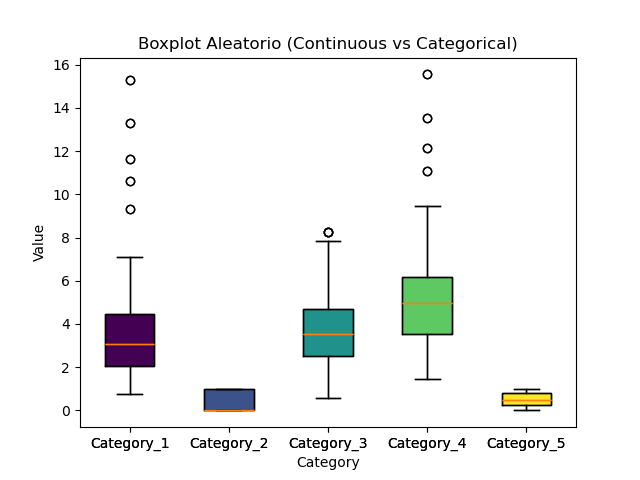 Boxplot Aleatorio (Continuous vs Categorical)
16
14
12
10
8
6
4
2
0
Value
Category_1 Category_2 Category_3 Category_4 Category_5
Category